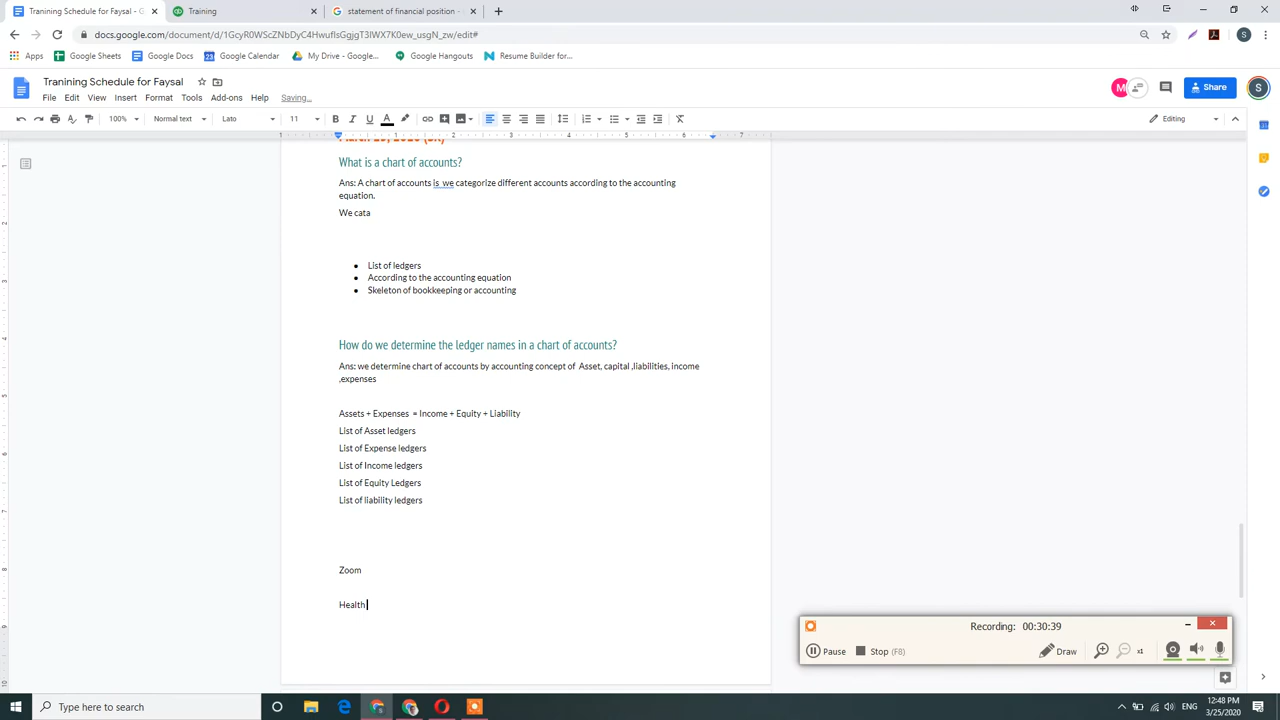 Tranining Schedule for Faysal - G
Training
statement of financial position -
docs.google.com/document/d/1GcyR0WScZNbDyC4HwufIsGgjgT3IWX7K0ew_usgN_zw/edit#
Apps
Google Sheets
Google Docs
Google Calendar
My Drive - Google...
Google Hangouts
Resume Builder for...
Tranining Schedule for Faysal
File Edit View Insert Format Tools Add-ons Help Saving...
M
Share
S
100%
Normal text
Lato
11
Editing
What is a chart of accounts?
Ans: A chart of accounts is we categorize different accounts according to the accounting
equation.
We cata
List of ledgers
According to the accounting equation
Skeleton of bookkeeping or accounting
How do we determine the ledger names in a chart of accounts?
Ans: we determine chart of accounts by accounting concept of Asset, capital ,liabilities, income
,expenses
Assets + Expenses = Income + Equity + Liability
List of Asset ledgers
List of Expense ledgers
List of Income ledgers
List of Equity Ledgers
List of liability ledgers
Zoom
Health
Recording: 00:30:39
Pause
Stop (F8)
Draw
x1
Type here to search
ENG
12:48 PM
3/25/2020